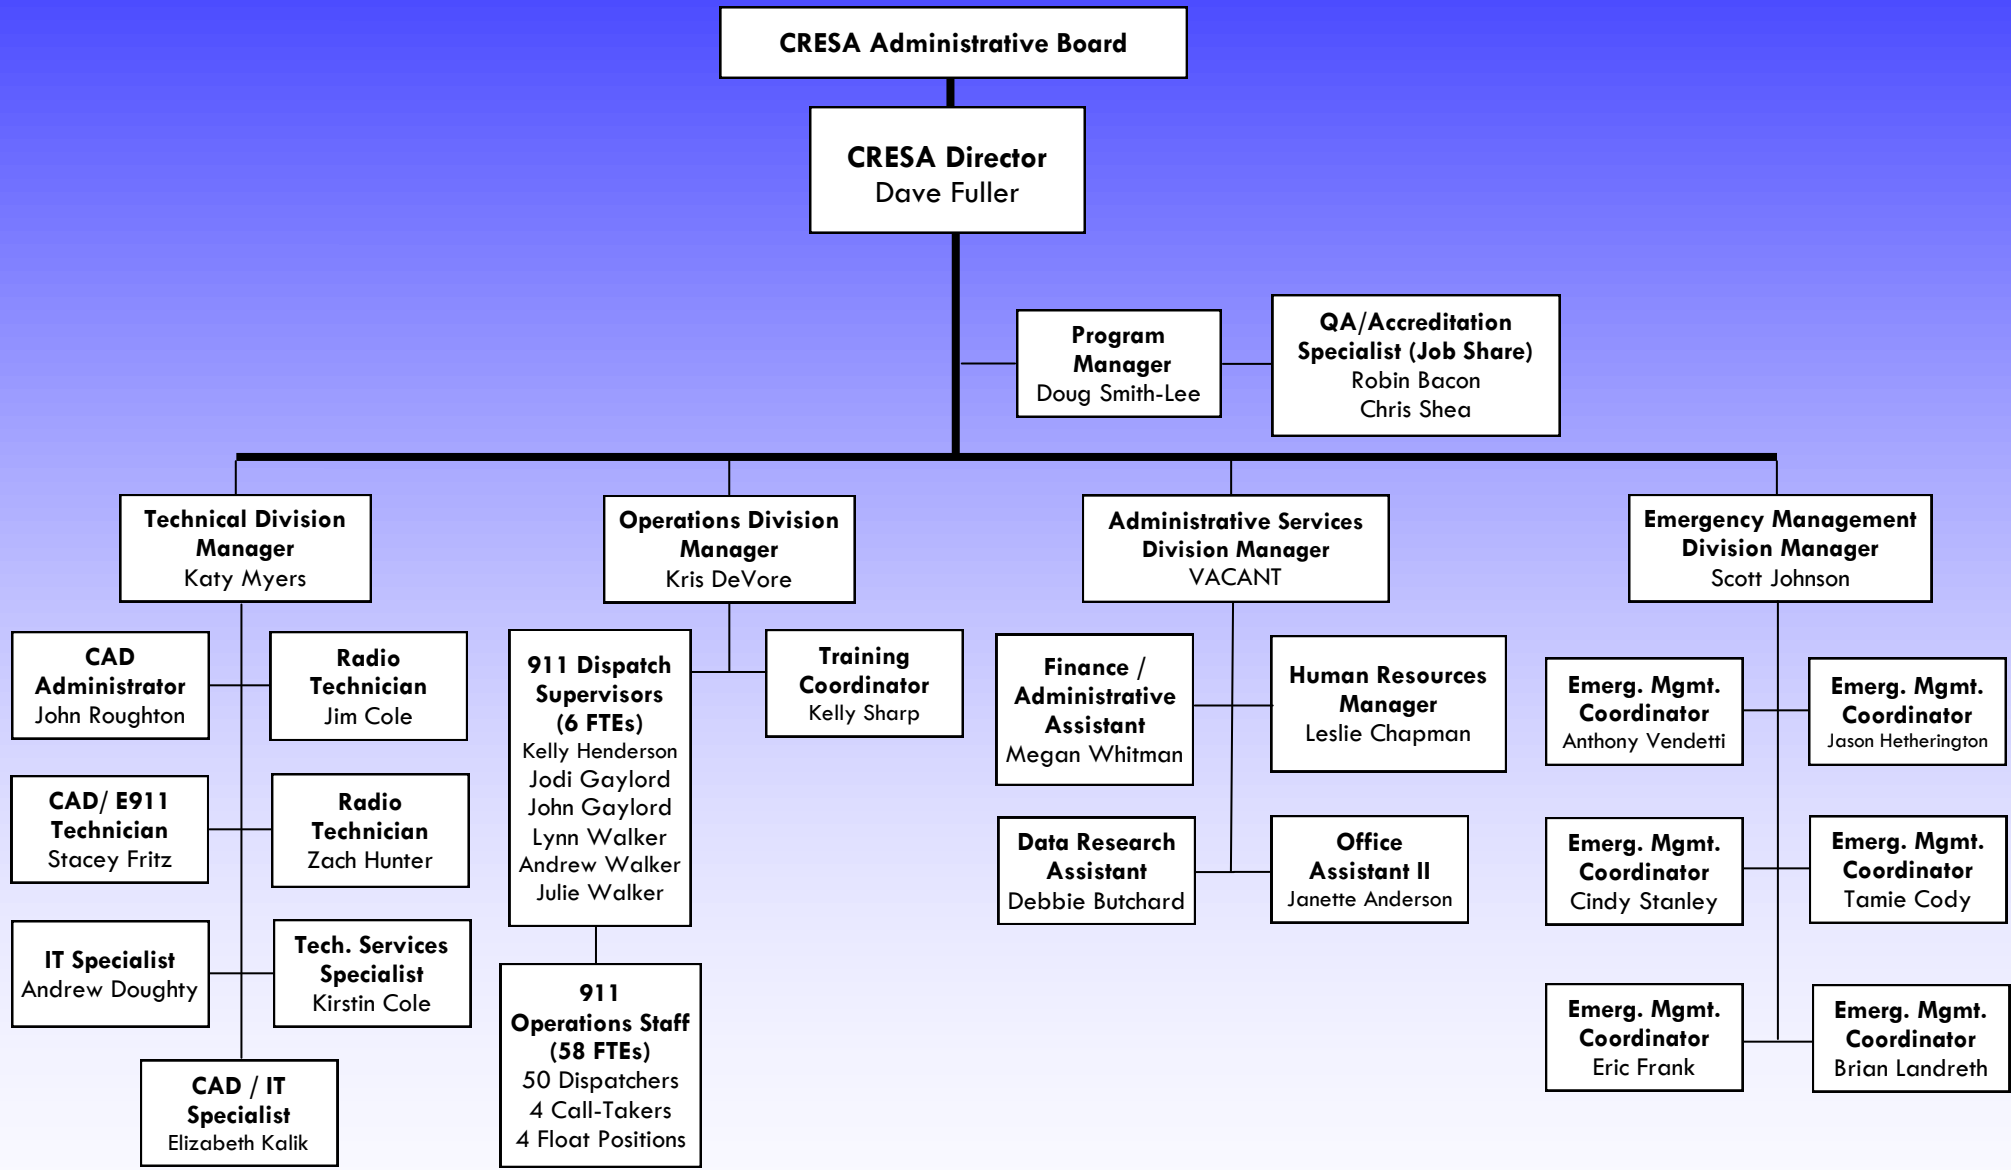 CRESA Administrative Board
CRESA Director
Dave Fuller
Program
Manager
Doug Smith-Lee
QA/Accreditation
Specialist (Job Share)
Robin Bacon
Chris Shea
Technical Division
Manager
Katy Myers
Operations Division
Manager
Kris DeVore
Administrative Services
Division Manager
VACANT
Emergency Management
Division Manager
Scott Johnson
CAD
Administrator
John Roughton
Radio
Technician
Jim Cole
CAD/ E911
Technician
Stacey Fritz
Radio
Technician
Zach Hunter
IT Specialist
Andrew Doughty
Tech. Services
Specialist
Kirstin Cole
CAD / IT
Specialist
Elizabeth Kalik
911 Dispatch
Supervisors
(6 FTEs)
Kelly Henderson
Jodi Gaylord
John Gaylord
Lynn Walker
Andrew Walker
Julie Walker
Training
Coordinator
Kelly Sharp
911
Operations Staff
(58 FTEs)
50 Dispatchers
4 Call-Takers
4 Float Positions
Finance /
Administrative
Assistant
Megan Whitman
Human Resources
Manager
Leslie Chapman
Data Research
Assistant
Debbie Butchard
Office
Assistant II
Janette Anderson
Emerg. Mgmt.
Coordinator
Anthony Vendetti
Emerg. Mgmt.
Coordinator
Jason Hetherington
Emerg. Mgmt.
Coordinator
Cindy Stanley
Emerg. Mgmt.
Coordinator
Tamie Cody
Emerg. Mgmt.
Coordinator
Eric Frank
Emerg. Mgmt.
Coordinator
Brian Landreth